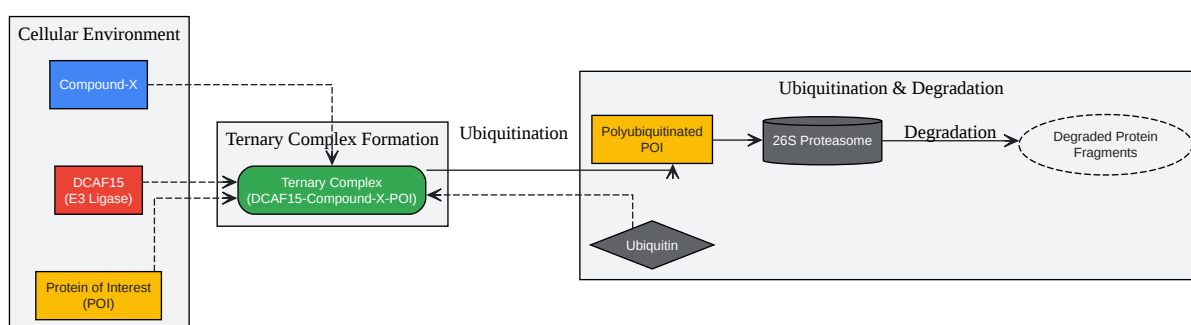 Cellular Environment
Compound-X
DCAF15
(E3 Ligase)
Protein of Interest
(POI)
Ternary Complex Formation
Ternary Complex
(DCAF15-Compound-X-POI)
Ubiquitination
Ubiquitination & Degradation
Polyubiquitinated
POI
26S Proteasome
Degradation
Degraded Protein
Fragments
Ubiquitin